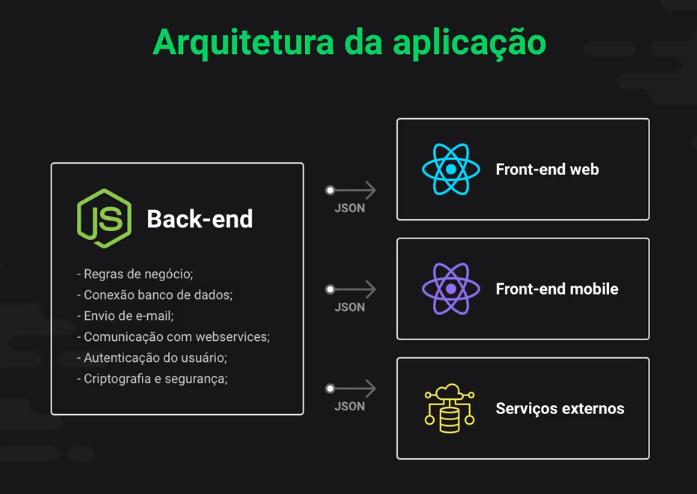 Arquitetura da aplicação
JS
Back-end
- Regras de negócio;
- Conexão banco de dados;
- Envio de e-mail;
- Comunicação com webservices;
- Autenticação do usuário;
- Criptografia e segurança;
JSON
JSON
JSON
Front-end web
Front-end mobile
Serviços externos